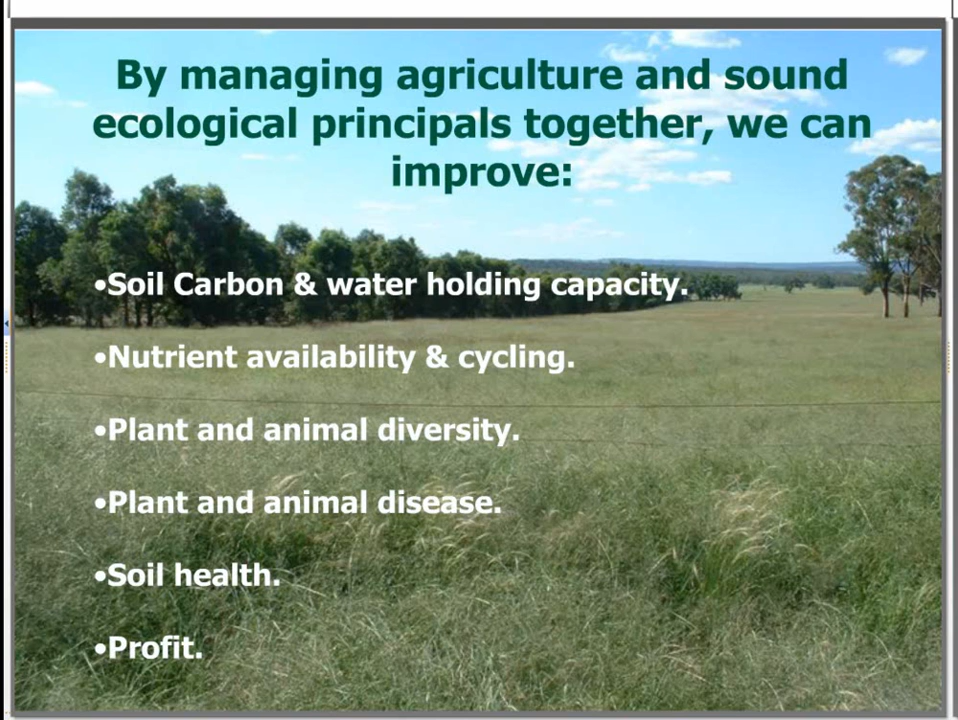 By managing agriculture and sound
ecological principals together, we can
improve:
•Soil Carbon & water holding capacity.
•Nutrient availability & cycling.
•Plant and animal diversity.
•Plant and animal disease.
•Soil health.
•Profit.